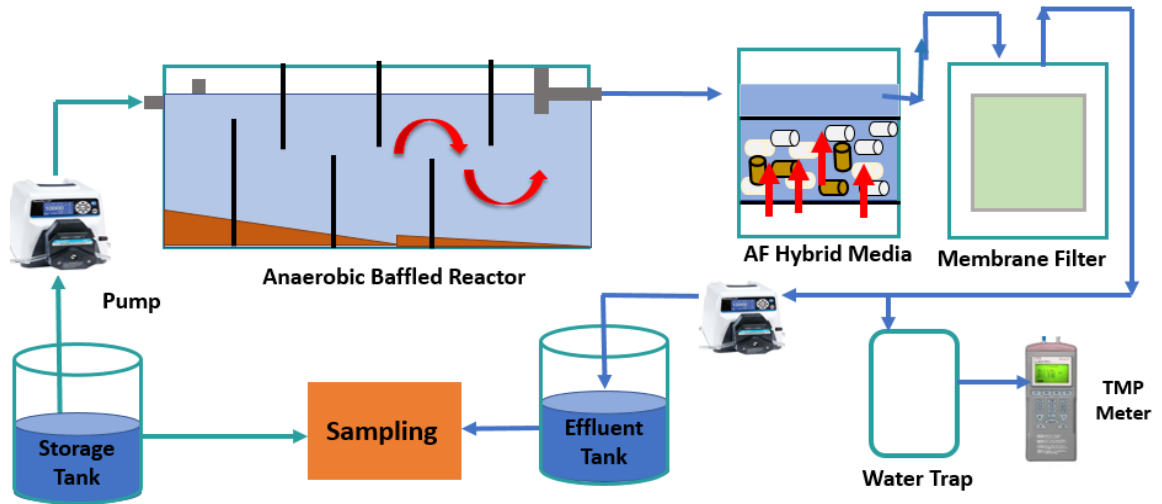 Anaerobic Baffled Reactor
AF Hybrid Media
Membrane Filter
Pump
Storage
Tank
Sampling
Effluent
Tank
Water Trap
TMP
Meter